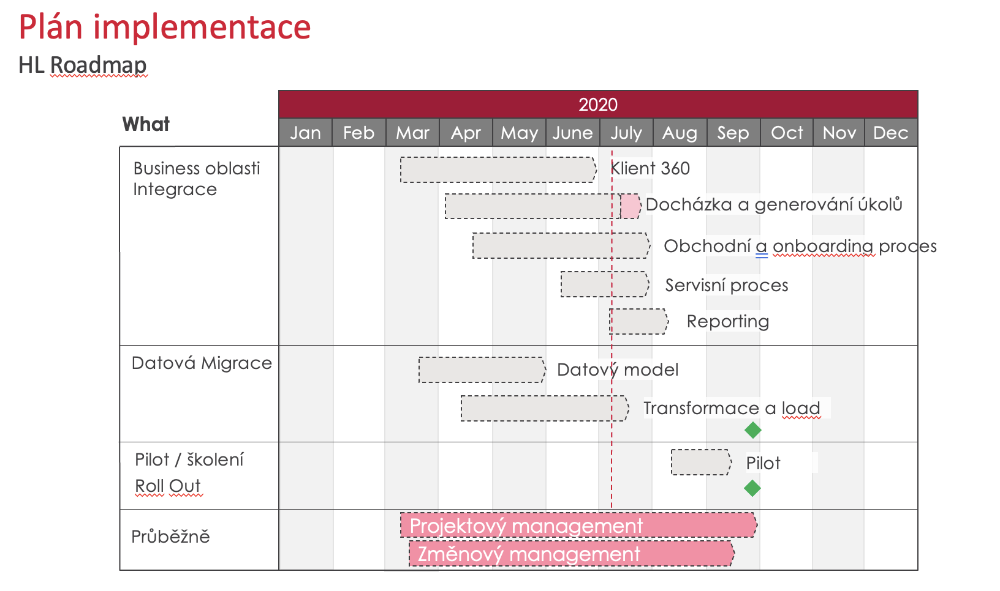 Plán implementace
HL Roadmap
2020
What
Jan Feb Mar Apr May June July Aug Sep Oct Nov Dec
Business oblasti
Integrace
Klient 360
Docházka a generování úkolů
Obchodní a onboarding proces
Servisní proces
Reporting
Datová Migrace
Datový model
Transformace a load
Pilot / školení
Roll Out
Pilot
Průběžně
Projektový management
Změnový management